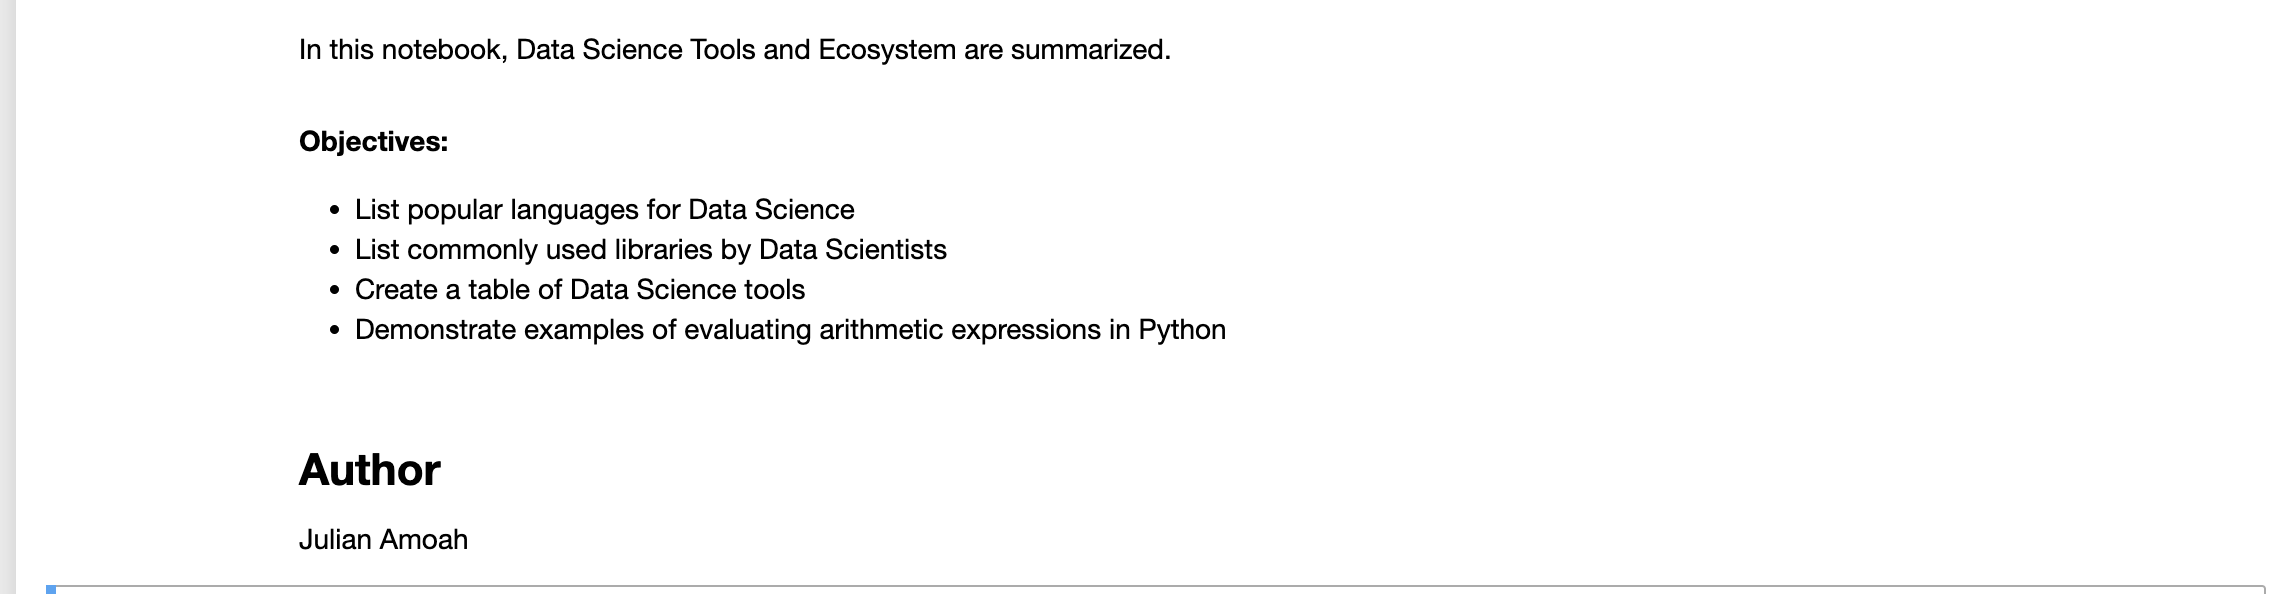 In this notebook, Data Science Tools and Ecosystem are summarized.
Objectives:
• List popular languages for Data Science
• List commonly used libraries by Data Scientists
• Create a table of Data Science tools
• Demonstrate examples of evaluating arithmetic expressions in Python
Author
Julian Amoah